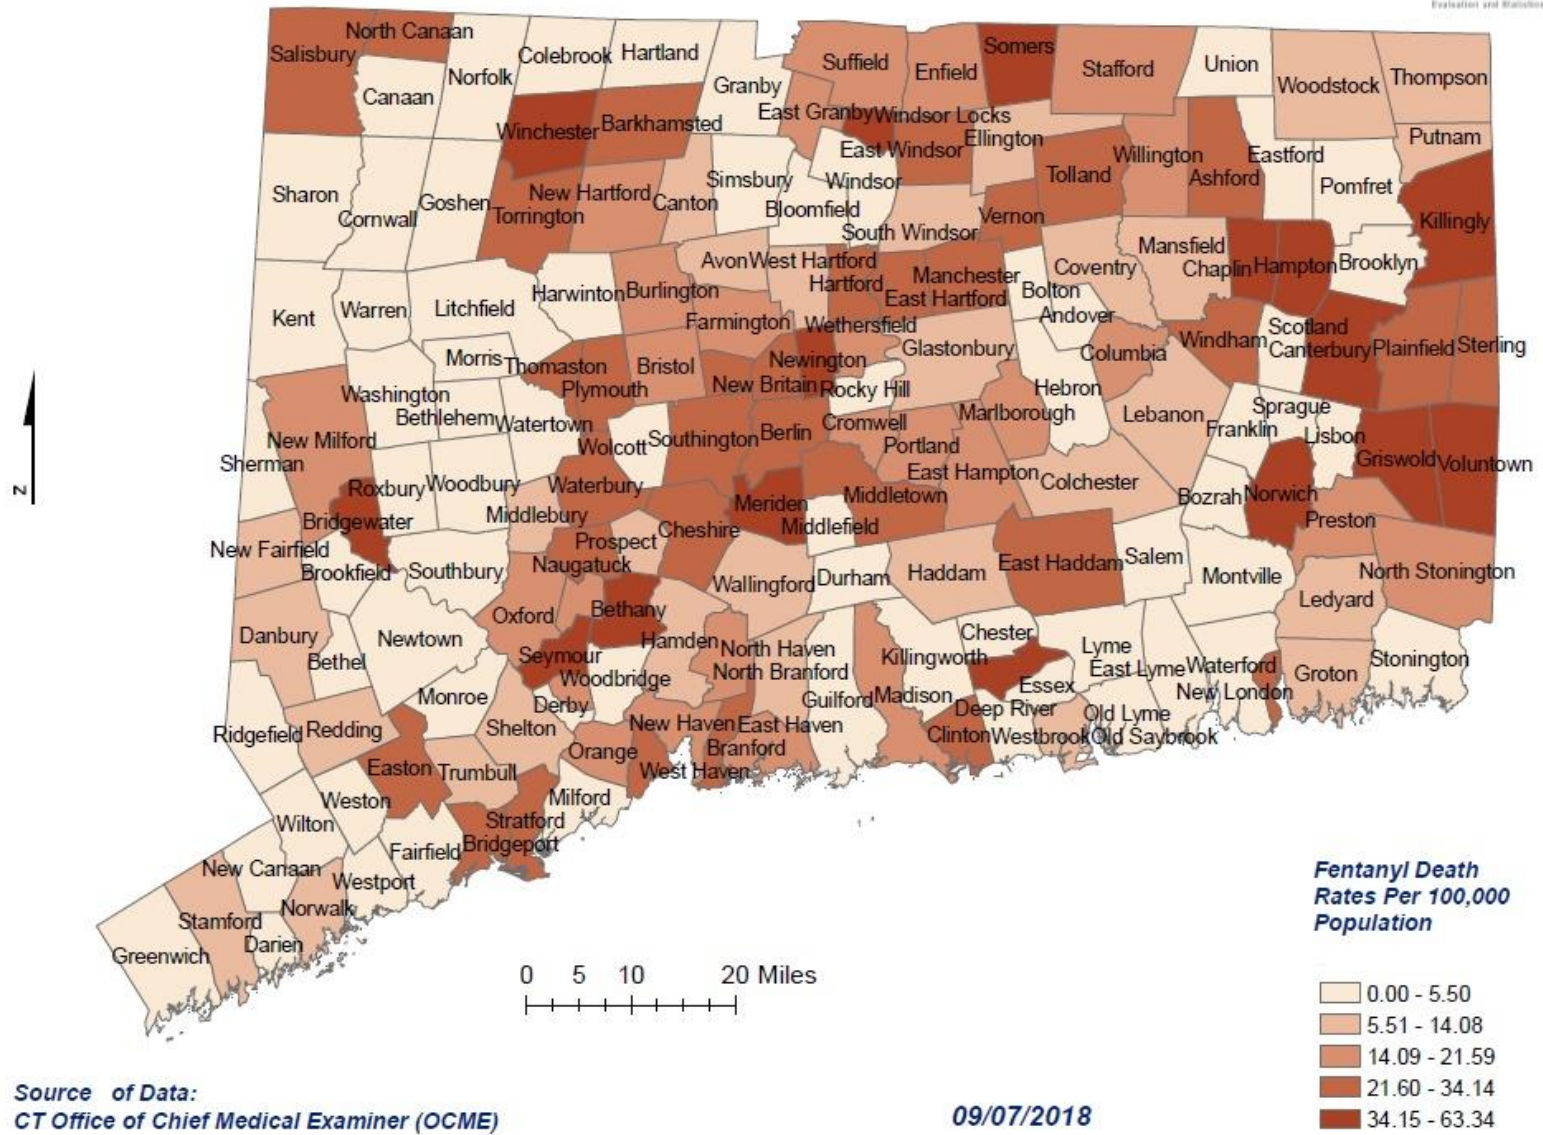 Evaluation and Statistics
North Canaan
Salisbury
Colebrook
Hartland
Somers
Suffield
Enfield
Stafford
Union
Woodstock
Thompson
Canaan
Norfolk
Granby
East Granby
Windsor Locks
Winchester
Barkhamsted
Ellington
East Windsor
Putnam
Willington
Eastford
Sharon
Cornwall
Goshen
Torrington
New Hartford
Canton
Simsbury
Windsor
Bloomfield
Tolland
Ashford
Pomfret
Killingly
Vernon
South Windsor
Mansfield
Chaplin
Hampton
Brooklyn
Avon
West Hartford
Hartford
Manchester
East Hartford
Coventry
Bolton
Andover
Kent
Warren
Litchfield
Harwinton
Burlington
Farmington
Wethersfield
Glastonbury
Columbia
Windham
Scotland
Canterbury
Plainfield
Sterling
Morris
Thomaston
Plymouth
Bristol
Newington
New Britain
Rocky Hill
Hebron
Washington
Bethlehem
Watertown
Wolcott
Southington
Berlin
Cromwell
Portland
Marlborough
Lebanon
Sprague
Franklin
Lisbon
Griswold
Voluntown
New Milford
Sherman
Roxbury
Woodbury
Waterbury
Middlebury
Bridgewater
Cheshire
Meriden
Middletown
Middlefield
East Hampton
Colchester
Bozrah
Norwich
Preston
z
New Fairfield
Brookfield
Southbury
Prospect
Naugatuck
Wallingford
Durham
Haddam
East Haddam
Salem
Montville
North Stonington
Ledyard
Danbury
Bethel
Newtown
Oxford
Bethany
Hamden
Seymour
Woodbridge
North Haven
North Branford
Killingworth
Chester
Lyme
East Lyme
Waterford
New London
Groton
Stonington
Monroe
Derby
Guilford
Madison
Essex
Deep River
Old Lyme
Ridgefield
Redding
Shelton
New Haven
East Haven
Branford
Clinton
Westbrook
Old Saybrook
Easton
Trumbull
Orange
West Haven
Weston
Wilton
Milford
Stratford
Bridgeport
Fairfield
New Canaan
Westport
Norwalk
Stamford
Darien
Greenwich
0 5 10 20 Miles
Fentanyl Death
Rates Per 100,000
Population
0.00 - 5.50
5.51 - 14.08
14.09 - 21.59
21.60 - 34.14
34.15 - 63.34
Source of Data:
CT Office of Chief Medical Examiner (OCME)
09/07/2018